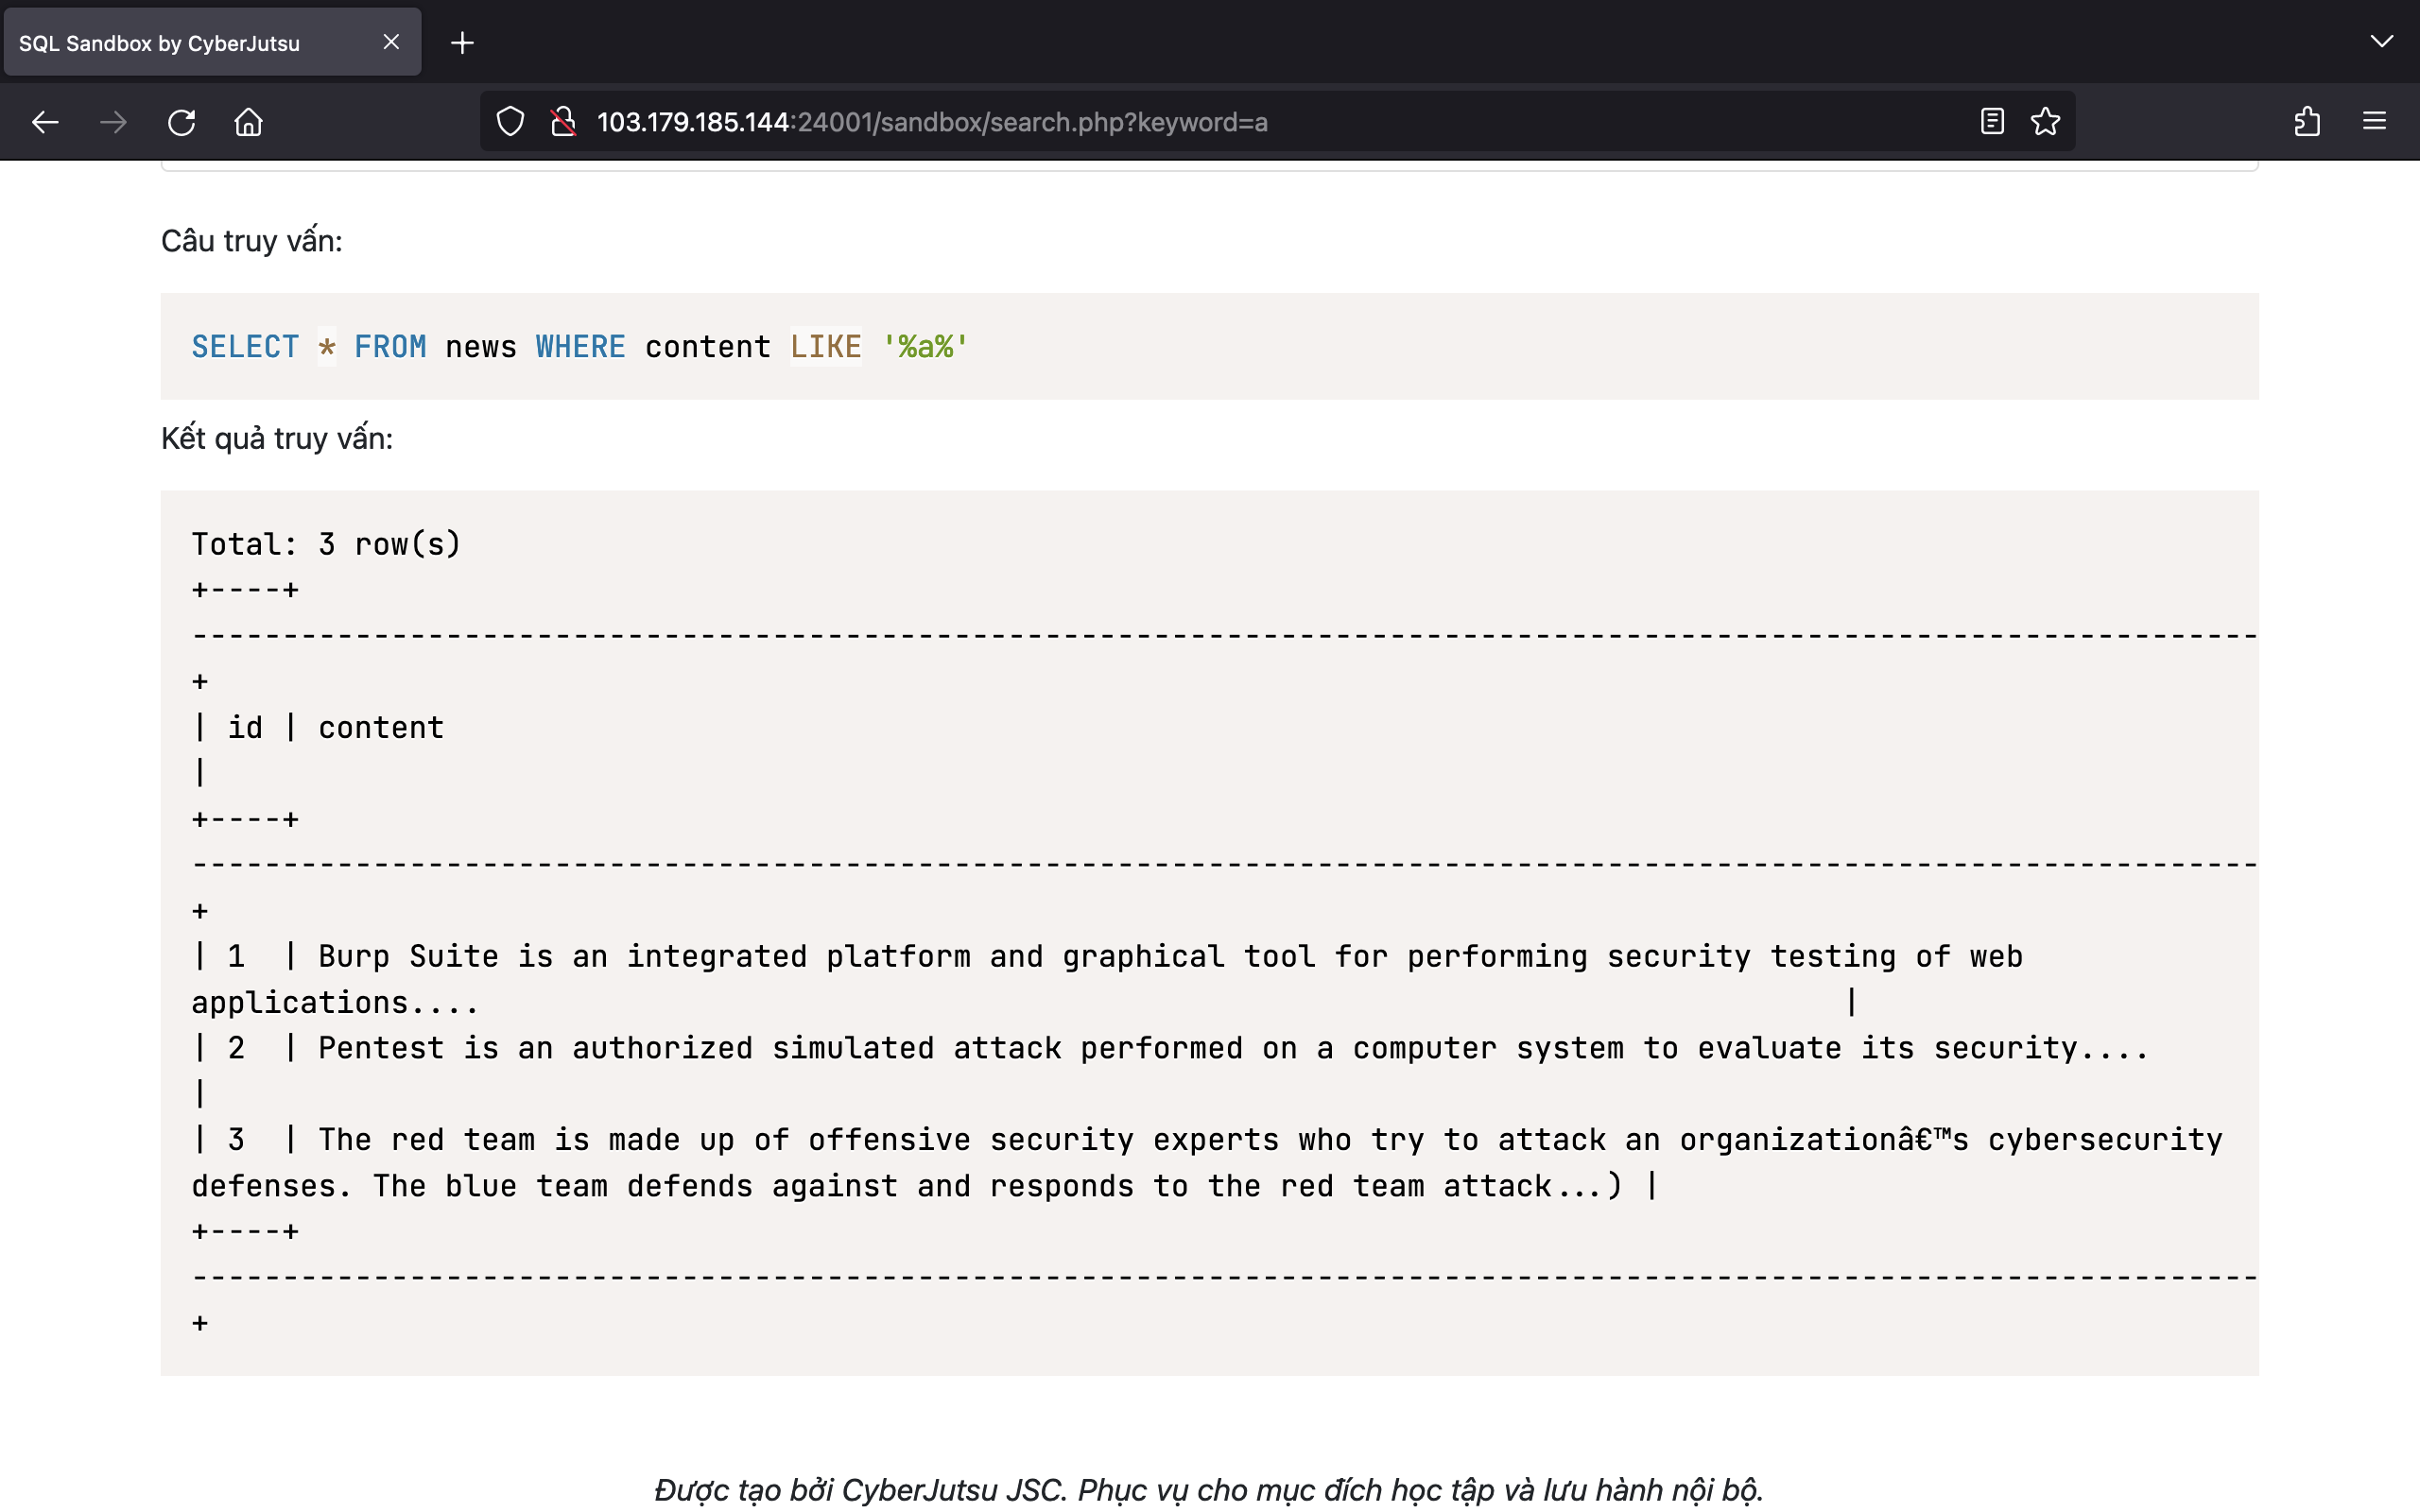 SQL Sandbox by CyberJutsu
103.179.185.144:24001/sandbox/search.php?keyword=a
Câu truy vấn:
SELECT * FROM news WHERE content LIKE '%a%'
Kết quả truy vấn:
Total: 3 row(s)
+----+
------------------------------------------------------------------------------------------------------------------
+
| id | content
|
+----+
------------------------------------------------------------------------------------------------------------------
+
| 1  | Burp Suite is an integrated platform and graphical tool for performing security testing of web
applications....                                                                           |
| 2  | Pentest is an authorized simulated attack performed on a computer system to evaluate its security....
|
| 3  | The red team is made up of offensive security experts who try to attack an organizationâ€™s cybersecurity
defenses. The blue team defends against and responds to the red team attack...) |
+----+
------------------------------------------------------------------------------------------------------------------
+
Được tạo bởi CyberJutsu JSC. Phục vụ cho mục đích học tập và lưu hành nội bộ.